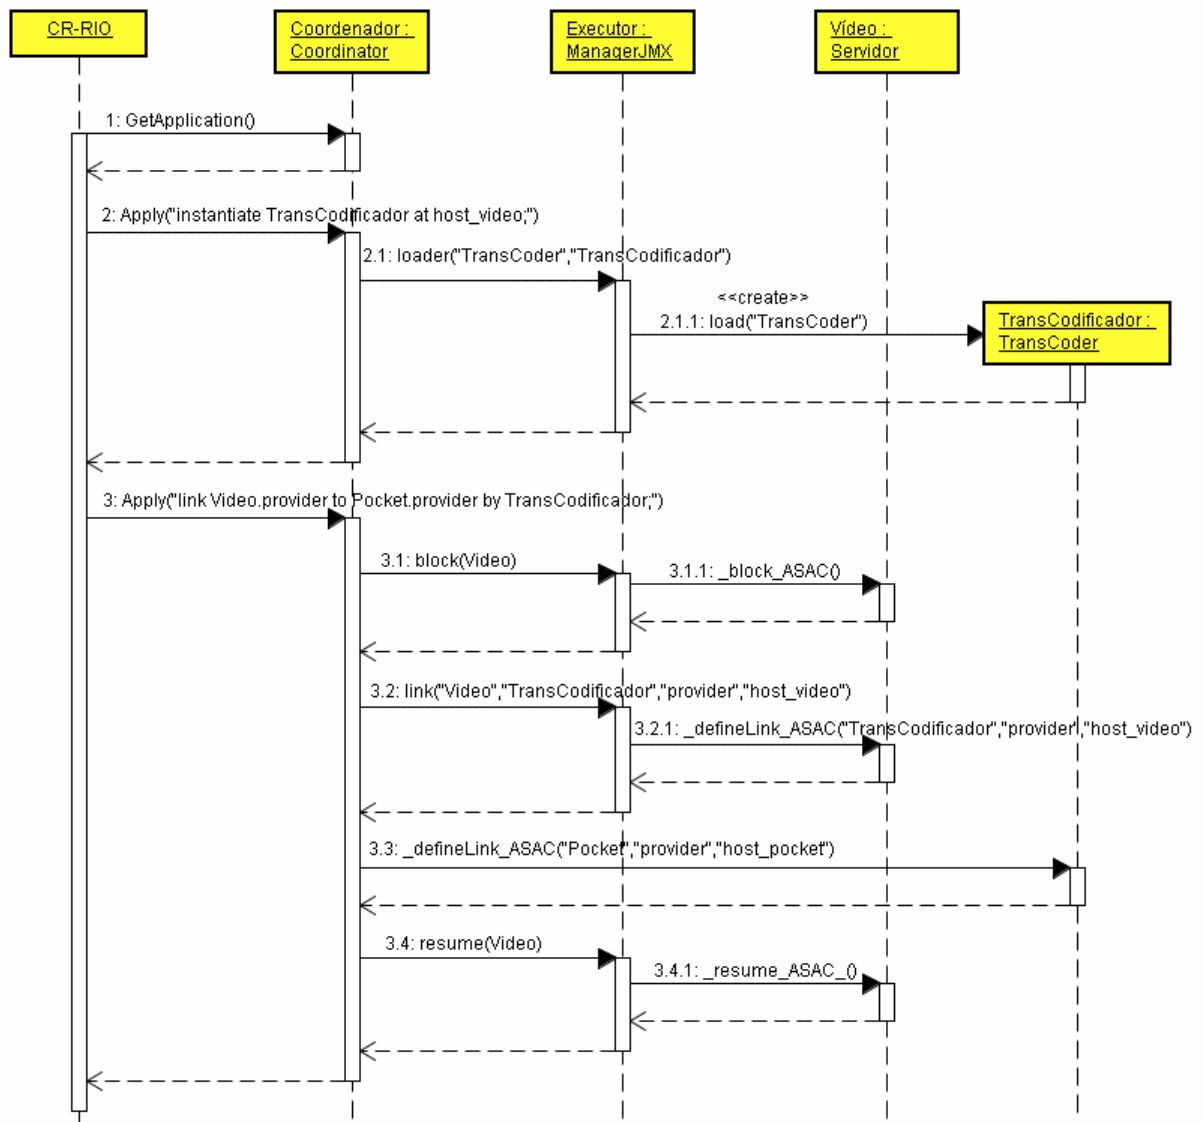 CR-RIO
Coordenador :
Coordinator
Executor :
ManagerJMX
Vídeo :
Servidor
1: GetApplication()
2: Apply("instantiate TransCodificador at host_video;")
2.1: loader("TransCoder","TransCodificador")
<<create>>
2.1.1: load("TransCoder")
TransCodificador :
TransCoder
3: Apply("link Video.provider to Pocket.provider by TransCodificador;")
3.1: block(Video)
3.1.1: _block_ASAC()
3.2: link("Video","TransCodificador","provider","host_video")
3.2.1: _defineLink_ASAC("TransCodificador","provider","host_video")
3.3: _defineLink_ASAC("Pocket","provider","host_pocket")
3.4: resume(Video)
3.4.1: _resume_ASAC_()